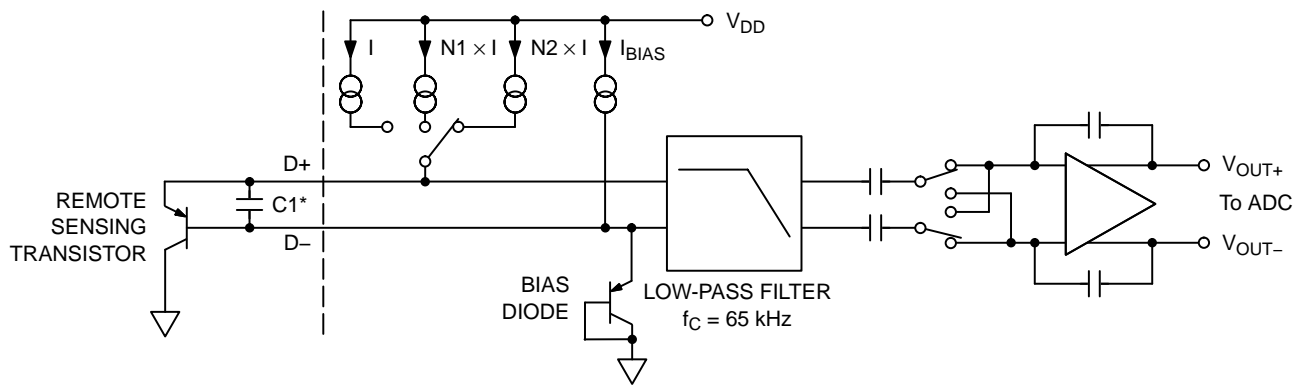 V_DD
I
N1 × I
N2 × I
I_BIAS
D+
REMOTE
SENSING
TRANSISTOR
C1*
D−
BIAS
DIODE
LOW-PASS FILTER
f_C = 65 kHz
V_OUT+
To ADC
V_OUT−